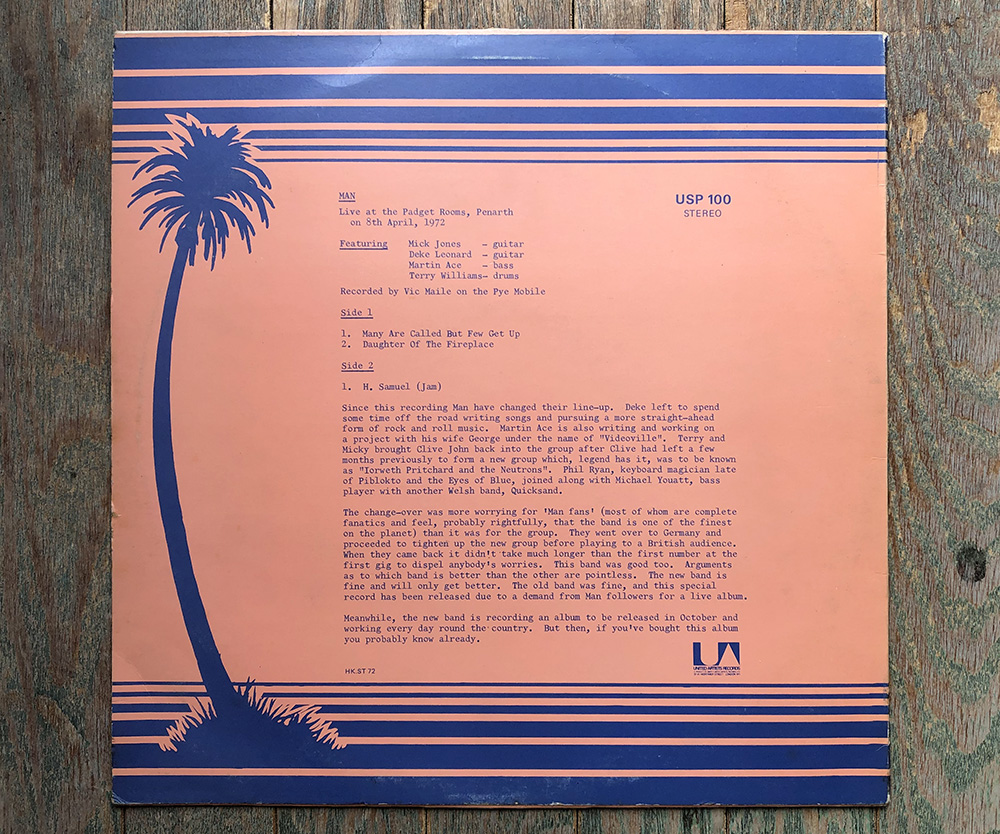 MAN
USP 100
STEREO
Live at the Padget Rooms, Penarth
on 8th April, 1972
Featuring Mick Jones - guitar
Deke Leonard - guitar
Martin Ace - bass
Terry Williams- drums
Recorded by Vic Maile on the Pye Mobile
Side 1
1. Many Are Called But Few Get Up
2. Daughter Of The Fireplace
Side 2
1. H. Samuel (Jam)
Since this recording Man have changed their line-up. Deke left to spend
some time off the road writing songs and pursuing a more straight-ahead
form of rock and roll music. Martin Ace is also writing and working on
a project with his wife George under the name of "Videoville". Terry and
Micky brought Clive John back into the group after Clive had left a few
months previously to form a new group which, legend has it, was to be known
as "Iorweth Pritchard and the Neutrons". Phil Ryan, keyboard magician late
of Piblokto and the Eyes of Blue, joined along with Michael Youatt, bass
player with another Welsh band, Quicksand.
The change-over was more worrying for 'Man fans' (most of whom are complete
fanatics and feel, probably rightfully, that the band is one of the finest
on the planet) than it was for the group. They went over to Germany and
proceeded to tighten up the new group before playing to a British audience.
When they came back it didn't take much longer than the first number at the
first gig to dispel anybody's worries. This band was good too. Arguments
as to which band is better than the other are pointless. The new band is
fine and will only get better. The old band was fine, and this special
record has been released due to a demand from Man followers for a live album.
Meanwhile, the new band is recording an album to be released in October and
working every day round the country. But then, if you've bought this album
you probably know already.
HK.ST 72
UA
UNITED ARTISTS RECORDS